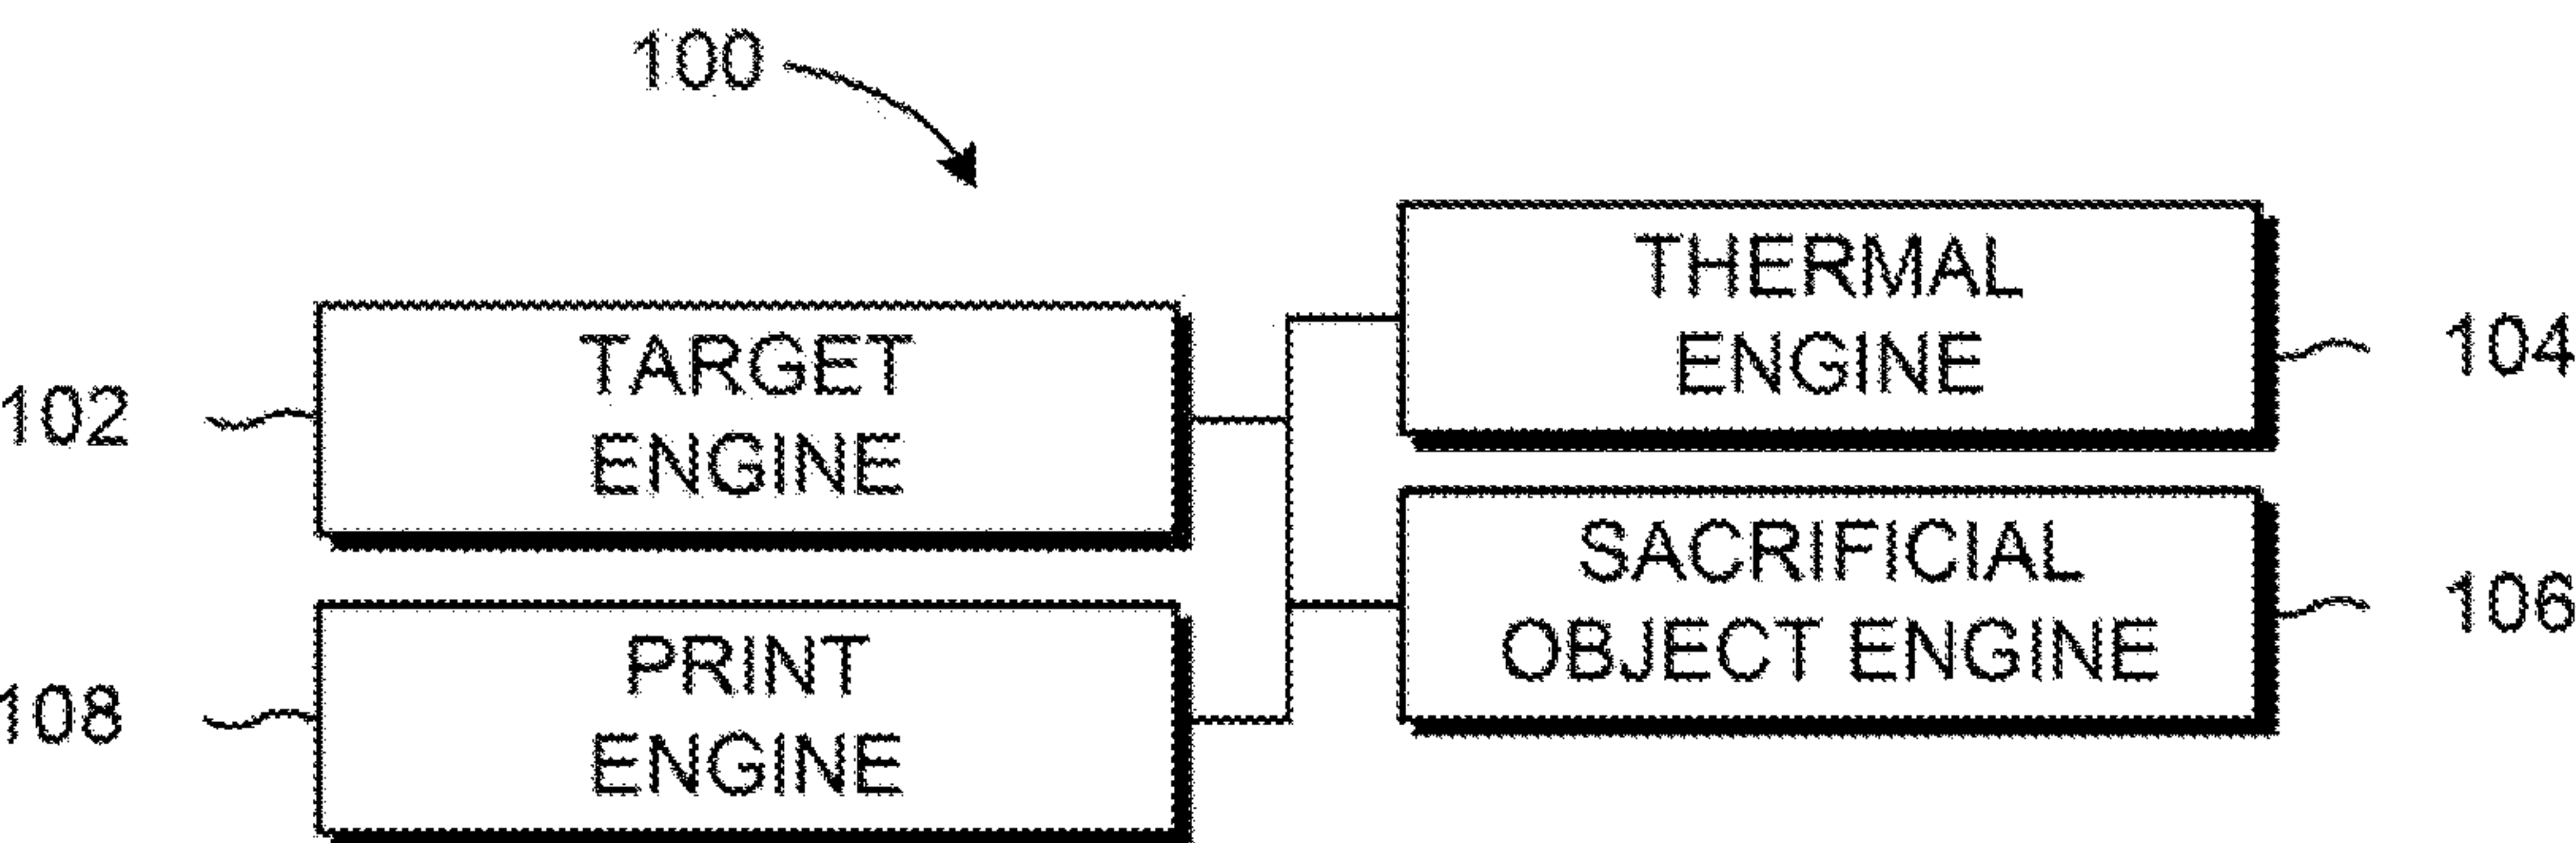 100
THERMAL
ENGINE
104
TARGET
ENGINE
102
SACRIFICIAL
OBJECT ENGINE
106
PRINT
ENGINE
108